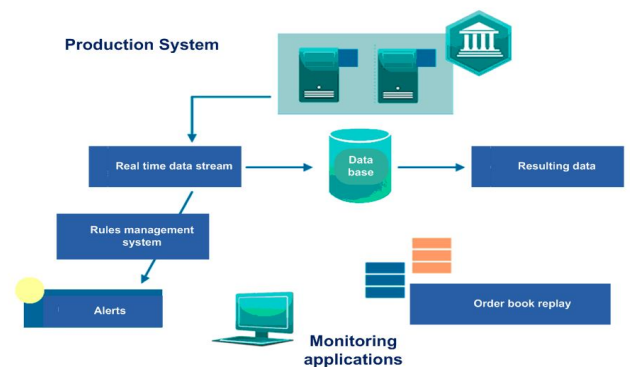 Production System
Real time data stream
Data
base
Resulting data
Rules management
system
Alerts
Order book replay
Monitoring
applications